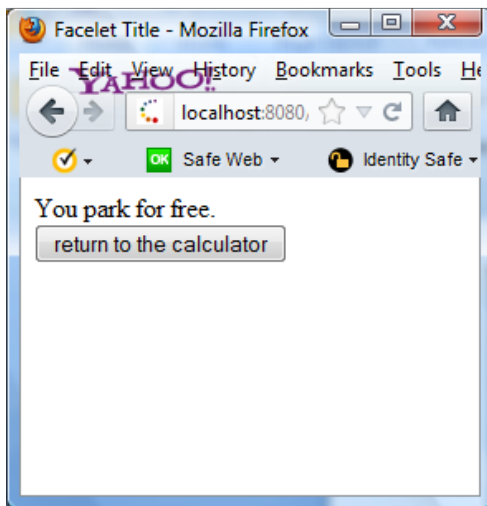 Facelet Title - Mozilla Firefox
File Edit View History Bookmarks Tools He
YAHOO!
localhost:8080,
OK Safe Web Identity Safe
You park for free.
return to the calculator